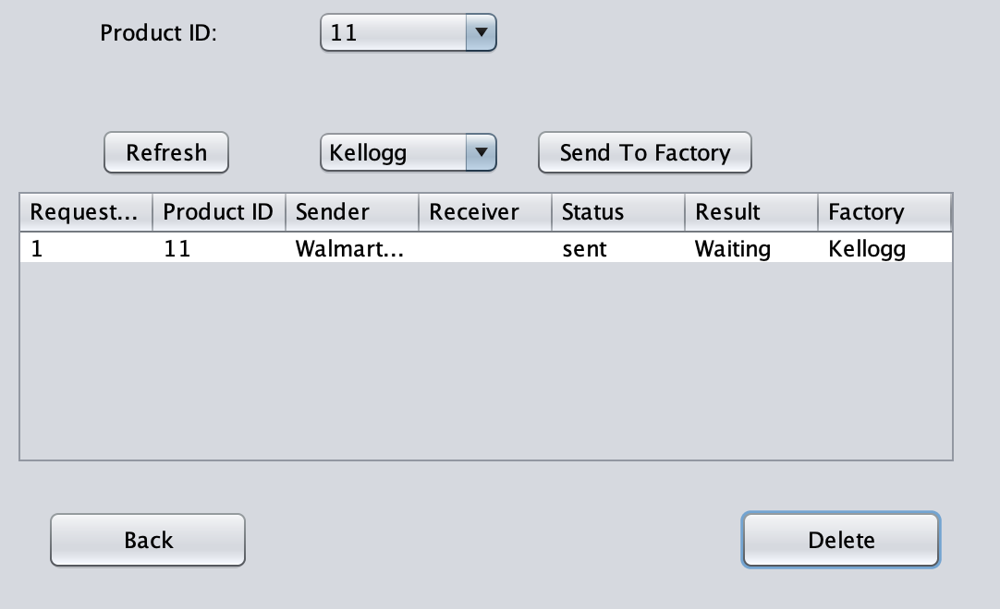 Product ID: 11
Refresh Kellogg Send To Factory
Request... Product ID Sender Receiver Status Result Factory
1 11 Walmart... sent Waiting Kellogg
Back Delete